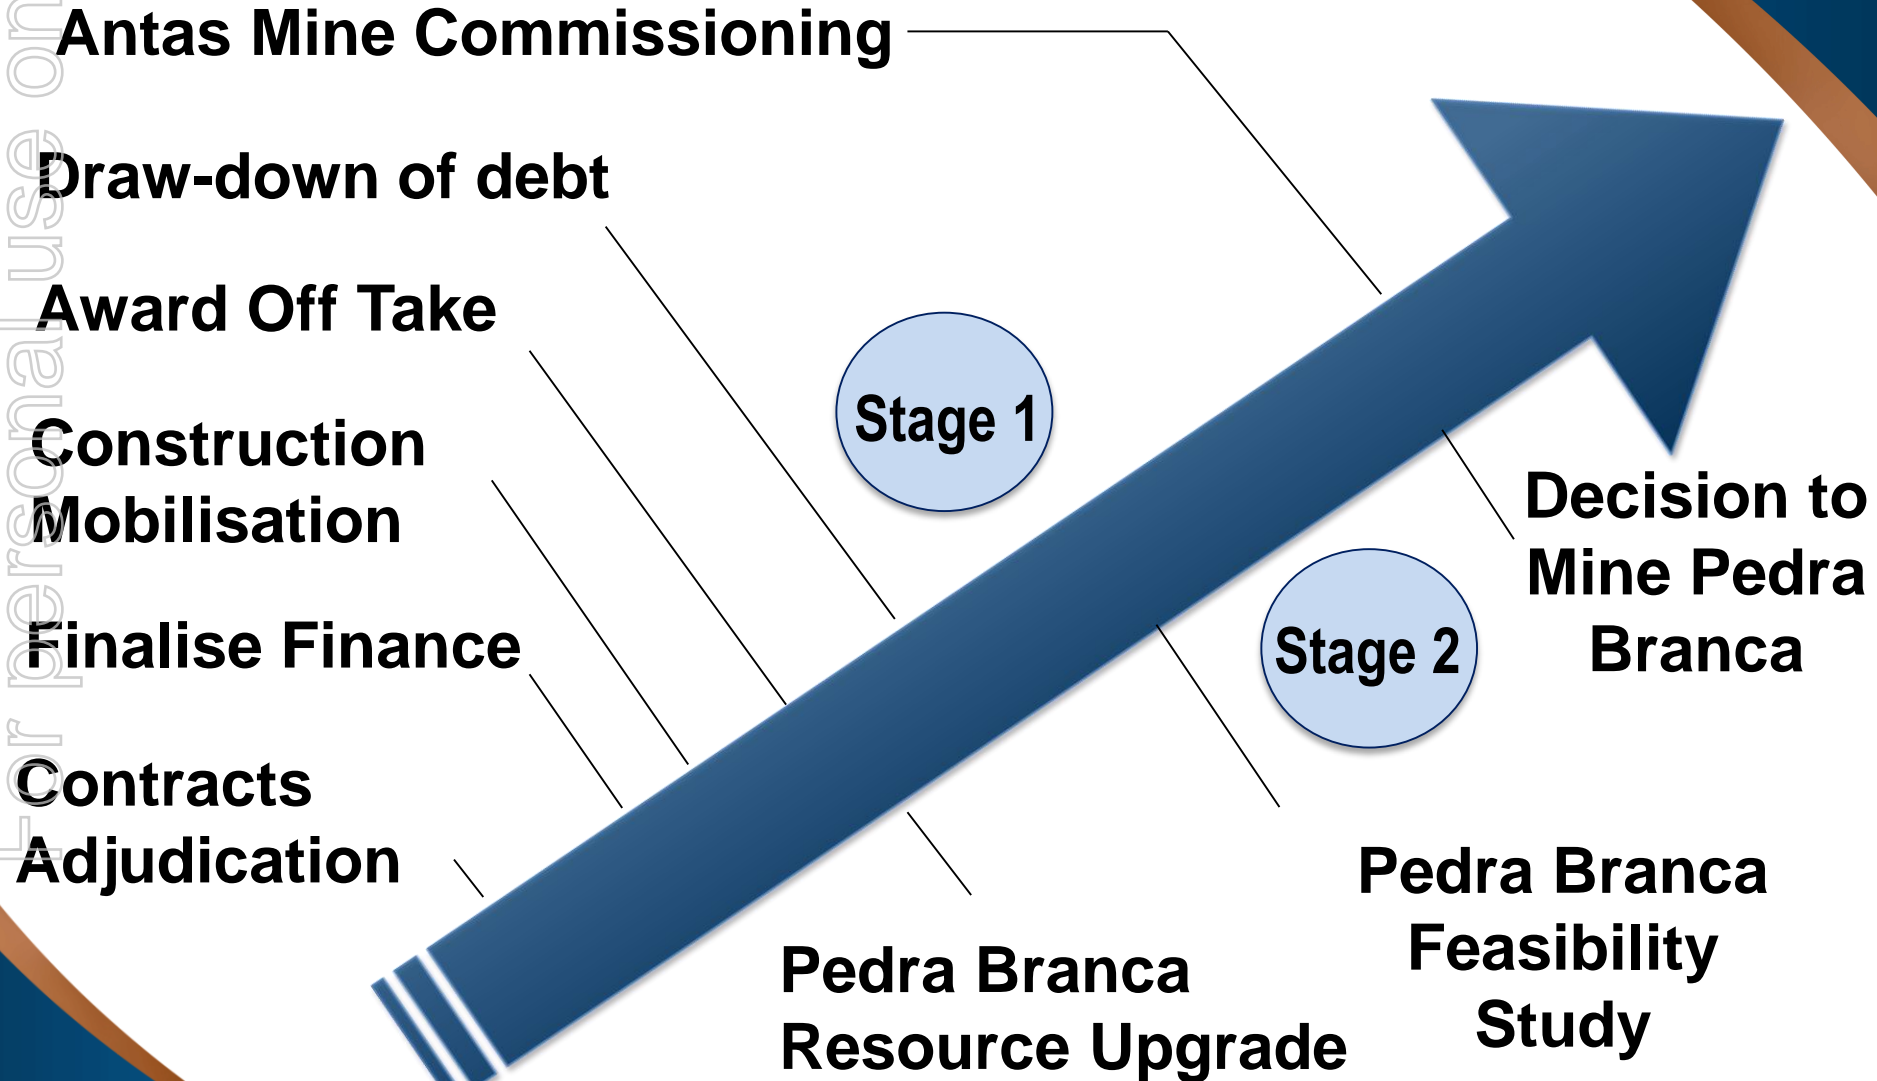 Antas Mine Commissioning
Draw-down of debt
Award Off Take
Construction
Mobilisation
Finalise Finance
Contracts
Adjudication
Stage 1
Stage 2
Decision to
Mine Pedra
Branca
Pedra Branca
Feasibility
Study
Pedra Branca
Resource Upgrade
For personal use on